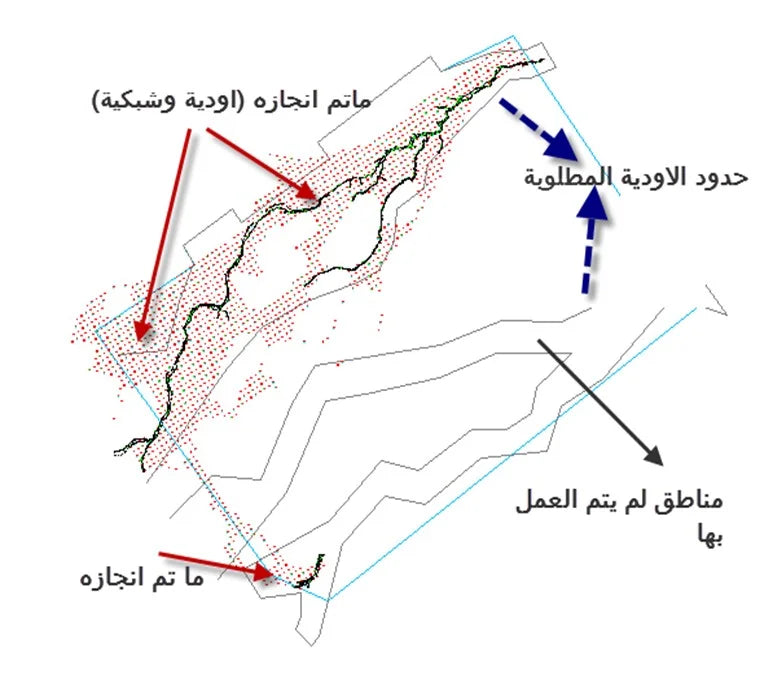 ماتم انجازه (اودية وشبكية)
حدود الاودية المطلوبة
مناطق لم يتم العمل
بها
ما تم انجازه